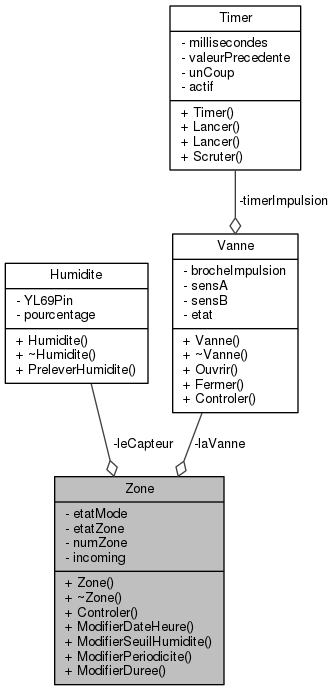 Timer
- millisecondes
- valeurPrecedente
- unCoup
- actif
+ Timer()
+ Lancer()
+ Lancer()
+ Scruter()
-timerImpulsion
Vanne
- brocheImpulsion
- sensA
- sensB
- etat
+ Vanne()
+ ~Vanne()
+ Ouvrir()
+ Fermer()
+ Controler()
Humidite
- YL69Pin
- pourcentage
+ Humidite()
+ ~Humidite()
+ PreleverHumidite()
-leCapteur
-laVanne
Zone
- etatMode
- etatZone
- numZone
- incoming
+ Zone()
+ ~Zone()
+ Controler()
+ ModifierDateHeure()
+ ModifierSeuilHumidite()
+ ModifierPeriodicite()
+ ModifierDuree()